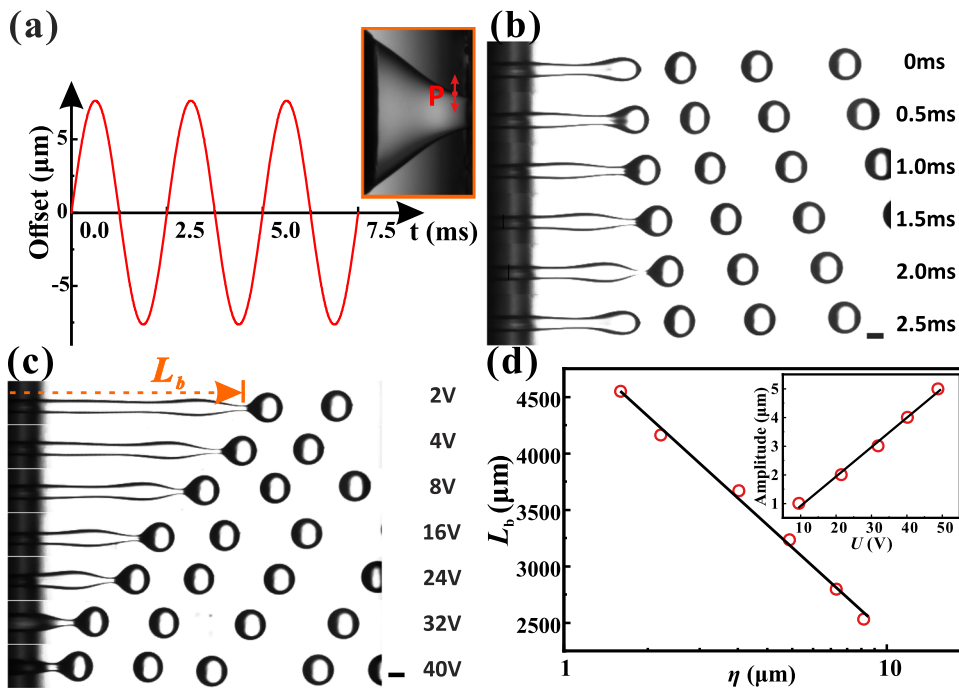 (a)
P
Offset (μm)
5
0
-5
0.0
2.5
5.0
7.5
t (ms)
(b)
0ms
0.5ms
1.0ms
1.5ms
2.0ms
2.5ms
(c)
L_b
2V
4V
8V
16V
24V
32V
40V
(d)
L_b (μm)
4500
4000
3500
3000
2500
1
10
η (μm)
Amplitude (μm)
5
4
3
2
1
10
20
30
40
50
U (V)